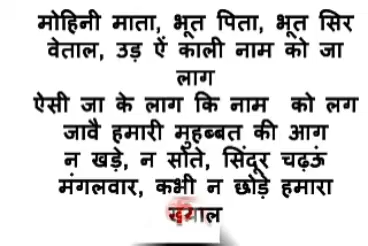 मोहिनी माता, भूत पिता, भूत सिर
वेताल, उड़ ऐं काली नाम को जा
लाग
ऐसी जा के लाग कि नाम को लग
जावै हमारी मुहब्बत की आग
न खड़े, न सोते, सिंदूर चढ़ाऊं
मंगलवार, कभी न छोड़े हमारा
ख्याल